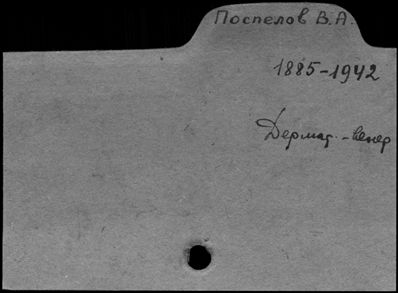 Поспелов В.А.
1885-1942
Дермат.-венер